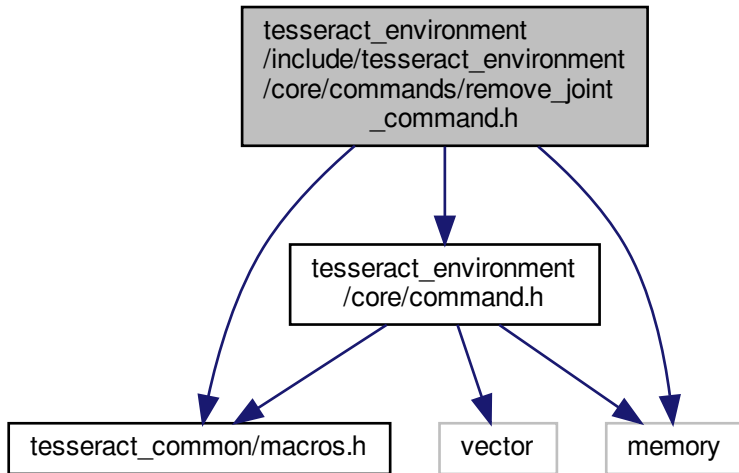 tesseract_environment
/include/tesseract_environment
/core/commands/remove_joint
_command.h
tesseract_environment
/core/command.h
tesseract_common/macros.h
vector
memory